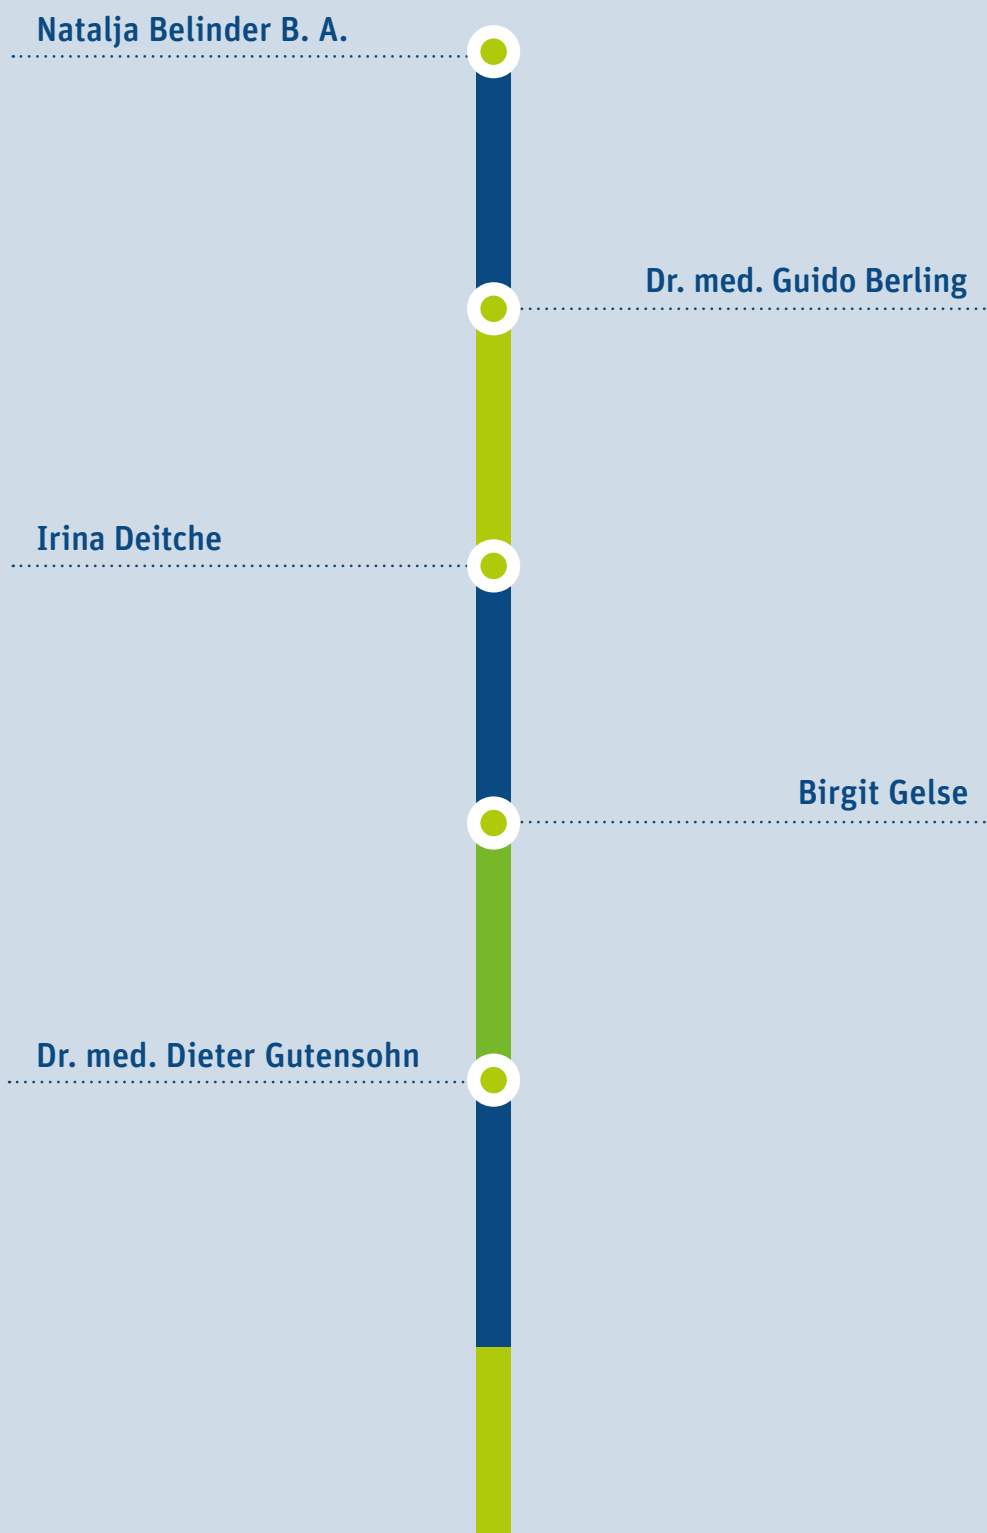 Natalja Belinder B. A.
Dr. med. Guido Berling
Irina Deitche
Birgit Gelse
Dr. med. Dieter Gutensohn